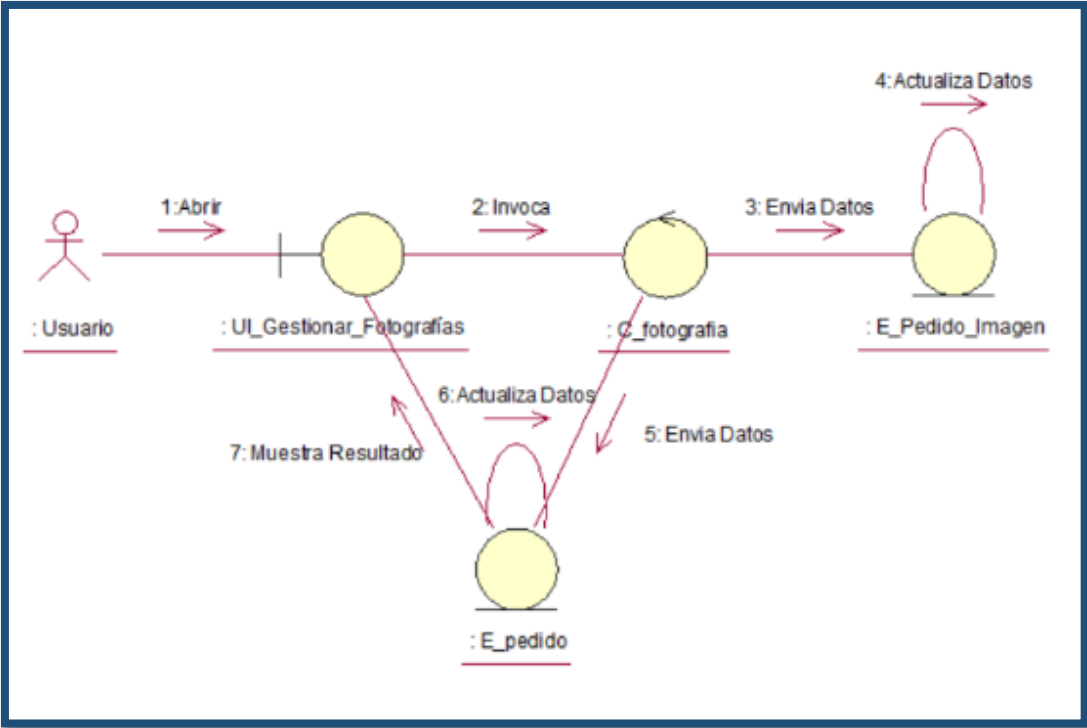 4:Actualiza Datos
1:Abrir
2: Invoca
3: Envia Datos
: Usuario
: UI_Gestionar_Fotografías
: C_fotografia
: E_Pedido_Imagen
6:Actualiza Datos
5: Envia Datos
7: Muestra Resultado
: E_pedido